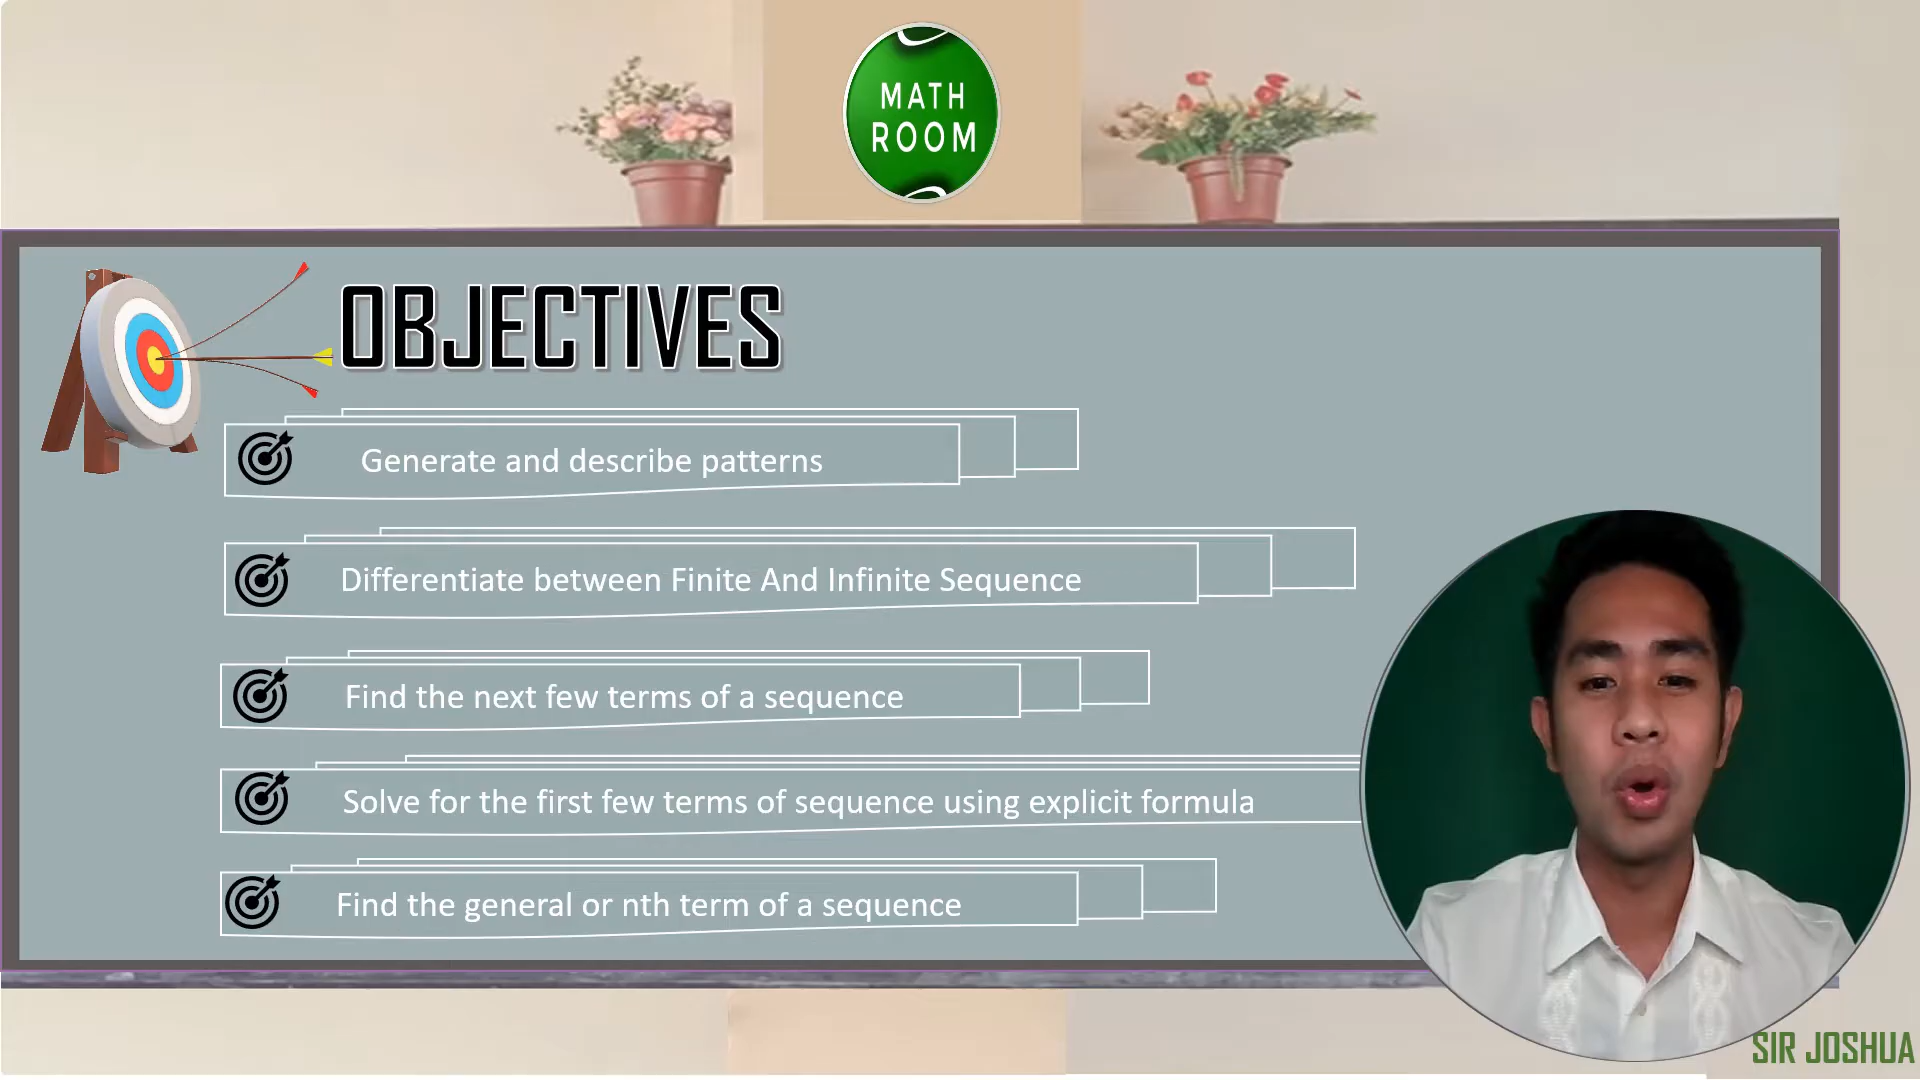 MATH
ROOM
OBJECTIVES
Generate and describe patterns
Differentiate between Finite And Infinite Sequence
Find the next few terms of a sequence
Solve for the first few terms of sequence using explicit formula
Find the general or nth term of a sequence
SIR JOSHUA